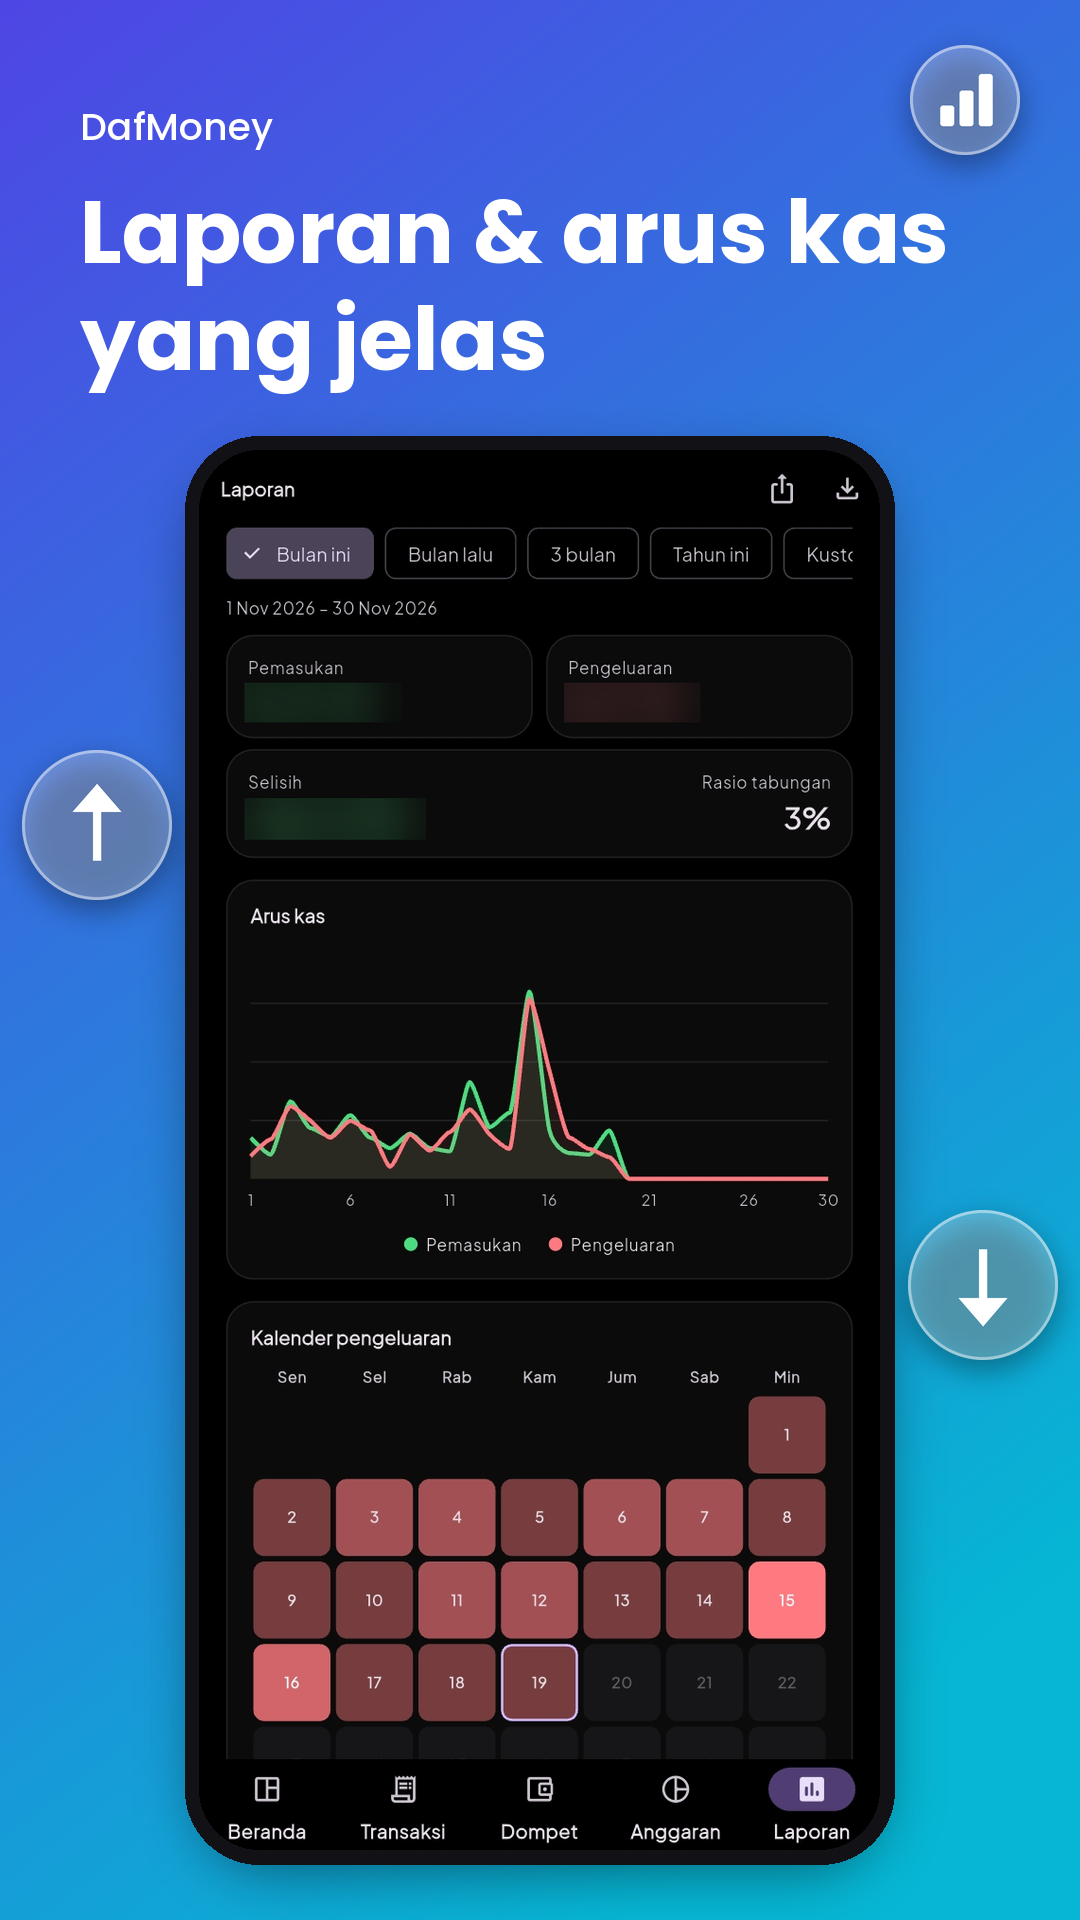 DafMoney
Laporan & arus kas
yang jelas
Laporan
Bulan ini
Bulan lalu
3 bulan
Tahun ini
1 Nov 2026 – 30 Nov 2026
Pemasukan
Pengeluaran
Selisih
Rasio tabungan
3%
Arus kas
1 6 11 16 21 26 30
Pemasukan
Pengeluaran
Kalender pengeluaran
Sen Sel Rab Kam Jum Sab Min
1
2 3 4 5 6 7 8
9 10 11 12 13 14 15
16 17 18 19 20 21 22
Beranda
Transaksi
Dompet
Anggaran
Laporan